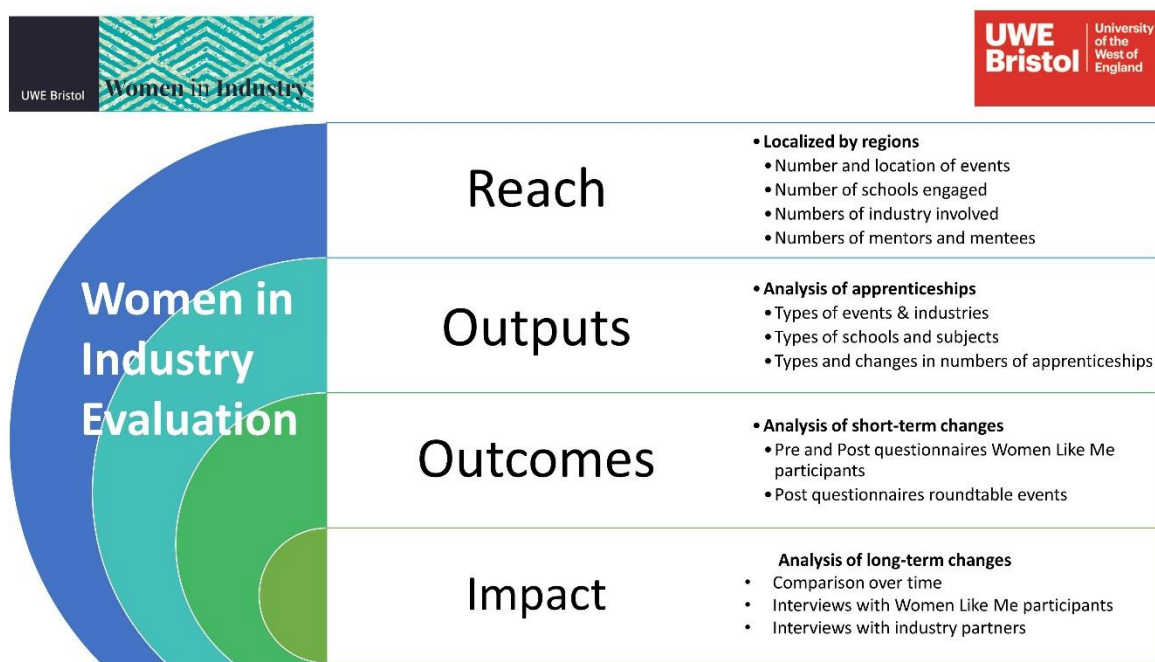 UWE Bristol
Women in Industry
UWE
Bristol
University
of the
West of
England
Women in
Industry
Evaluation
Reach
• Localized by regions
• Number and location of events
• Number of schools engaged
• Numbers of industry involved
• Numbers of mentors and mentees
Outputs
• Analysis of apprenticeships
• Types of events & industries
• Types of schools and subjects
• Types and changes in numbers of apprenticeships
Outcomes
• Analysis of short-term changes
• Pre and Post questionnaires Women Like Me
participants
• Post questionnaires roundtable events
Impact
Analysis of long-term changes
• Comparison over time
• Interviews with Women Like Me participants
• Interviews with industry partners